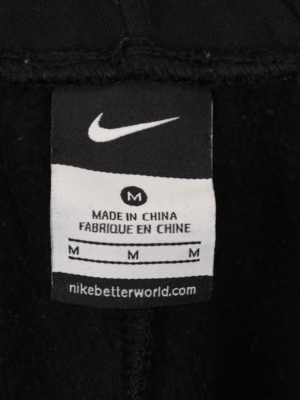 M
MADE IN CHINA
FABRIQUE EN CHINE
M M M
nikebetterworld.com